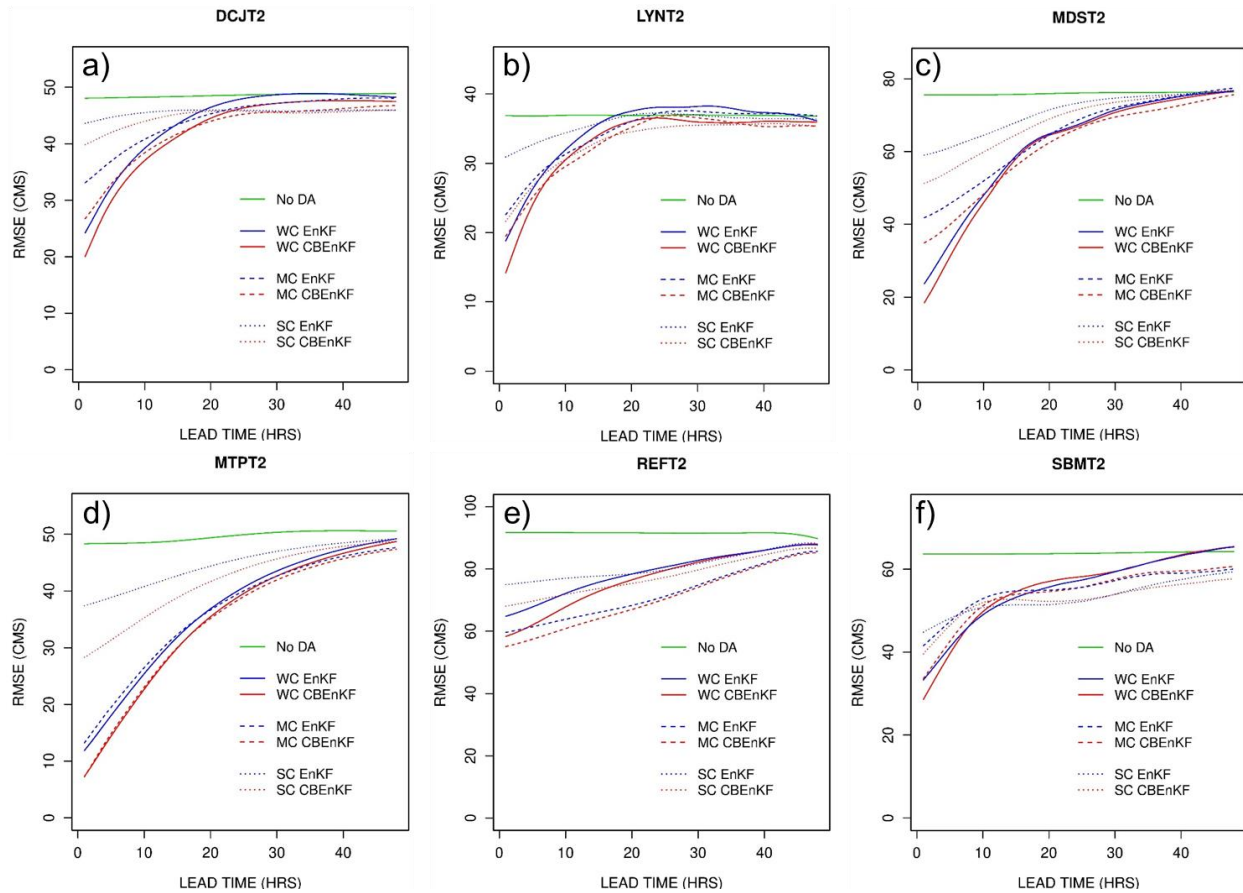 DCJT2
a)
RMSE (CMS)
50
40
30
20
10
0
No DA
WC EnKF
WC CBEnKF
MC EnKF
MC CBEnKF
SC EnKF
SC CBEnKF
0 10 20 30 40
LEAD TIME (HRS)
LYNT2
b)
RMSE (CMS)
40
30
20
10
0
No DA
WC EnKF
WC CBEnKF
MC EnKF
MC CBEnKF
SC EnKF
SC CBEnKF
0 10 20 30 40
LEAD TIME (HRS)
MDST2
c)
RMSE (CMS)
80
60
40
20
0
No DA
WC EnKF
WC CBEnKF
MC EnKF
MC CBEnKF
SC EnKF
SC CBEnKF
0 10 20 30 40
LEAD TIME (HRS)
MTPT2
d)
RMSE (CMS)
50
40
30
20
10
0
No DA
WC EnKF
WC CBEnKF
MC EnKF
MC CBEnKF
SC EnKF
SC CBEnKF
0 10 20 30 40
LEAD TIME (HRS)
REFT2
e)
RMSE (CMS)
100
80
60
40
20
0
No DA
WC EnKF
WC CBEnKF
MC EnKF
MC CBEnKF
SC EnKF
SC CBEnKF
0 10 20 30 40
LEAD TIME (HRS)
SBMT2
f)
RMSE (CMS)
60
40
20
0
No DA
WC EnKF
WC CBEnKF
MC EnKF
MC CBEnKF
SC EnKF
SC CBEnKF
0 10 20 30 40
LEAD TIME (HRS)